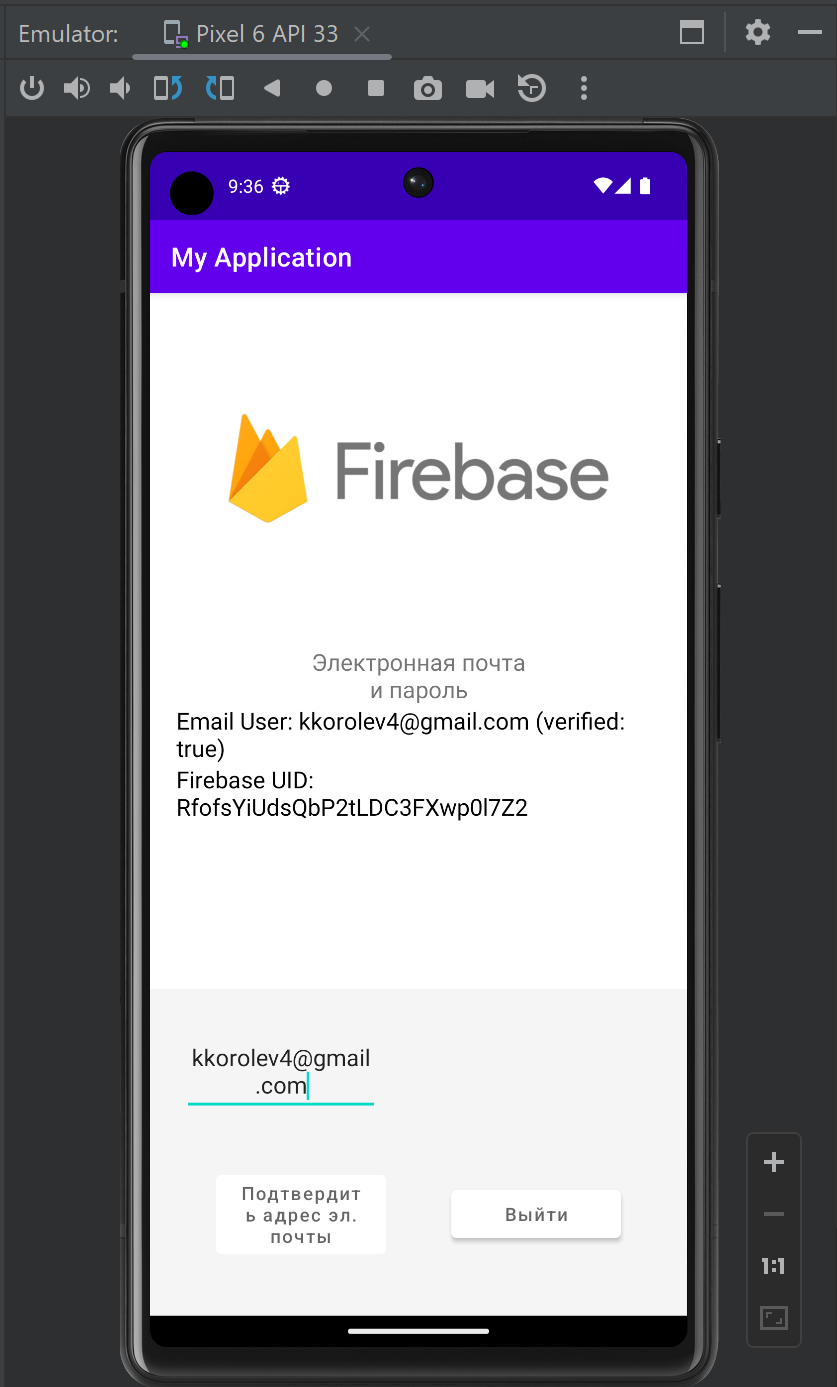 Emulator: Pixel 6 API 33
9:36
My Application
Firebase
Электронная почта
и пароль
Email User: kkorolev4@gmail.com (verified:
true)
Firebase UID:
RfofsYiUdsQbP2tLDC3FXwp0l7Z2
kkorolev4@gmail
.com
Подтвердит
ь адрес эл.
почты
Выйти
1:1